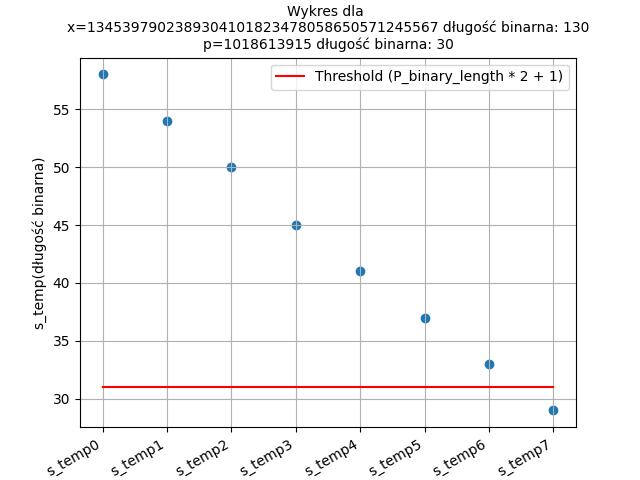 Wykres dla
x=1345397902389304101823478058650571245567 długość binarna: 130
p=1018613915 długość binarna: 30
Threshold (P_binary_length * 2 + 1)
s_temp(długość binarna)
55
50
45
40
35
30
s_temp0
s_temp1
s_temp2
s_temp3
s_temp4
s_temp5
s_temp6
s_temp7